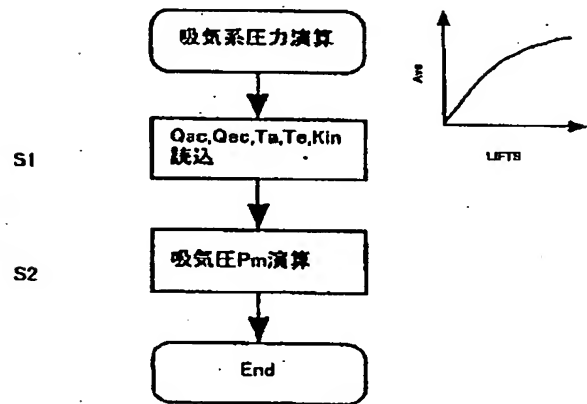 吸気系圧力演算
S1
Qac,Qec,Ta,Te,Kin
読込
S2
吸気圧Pm演算
End
Ave
LIFTS